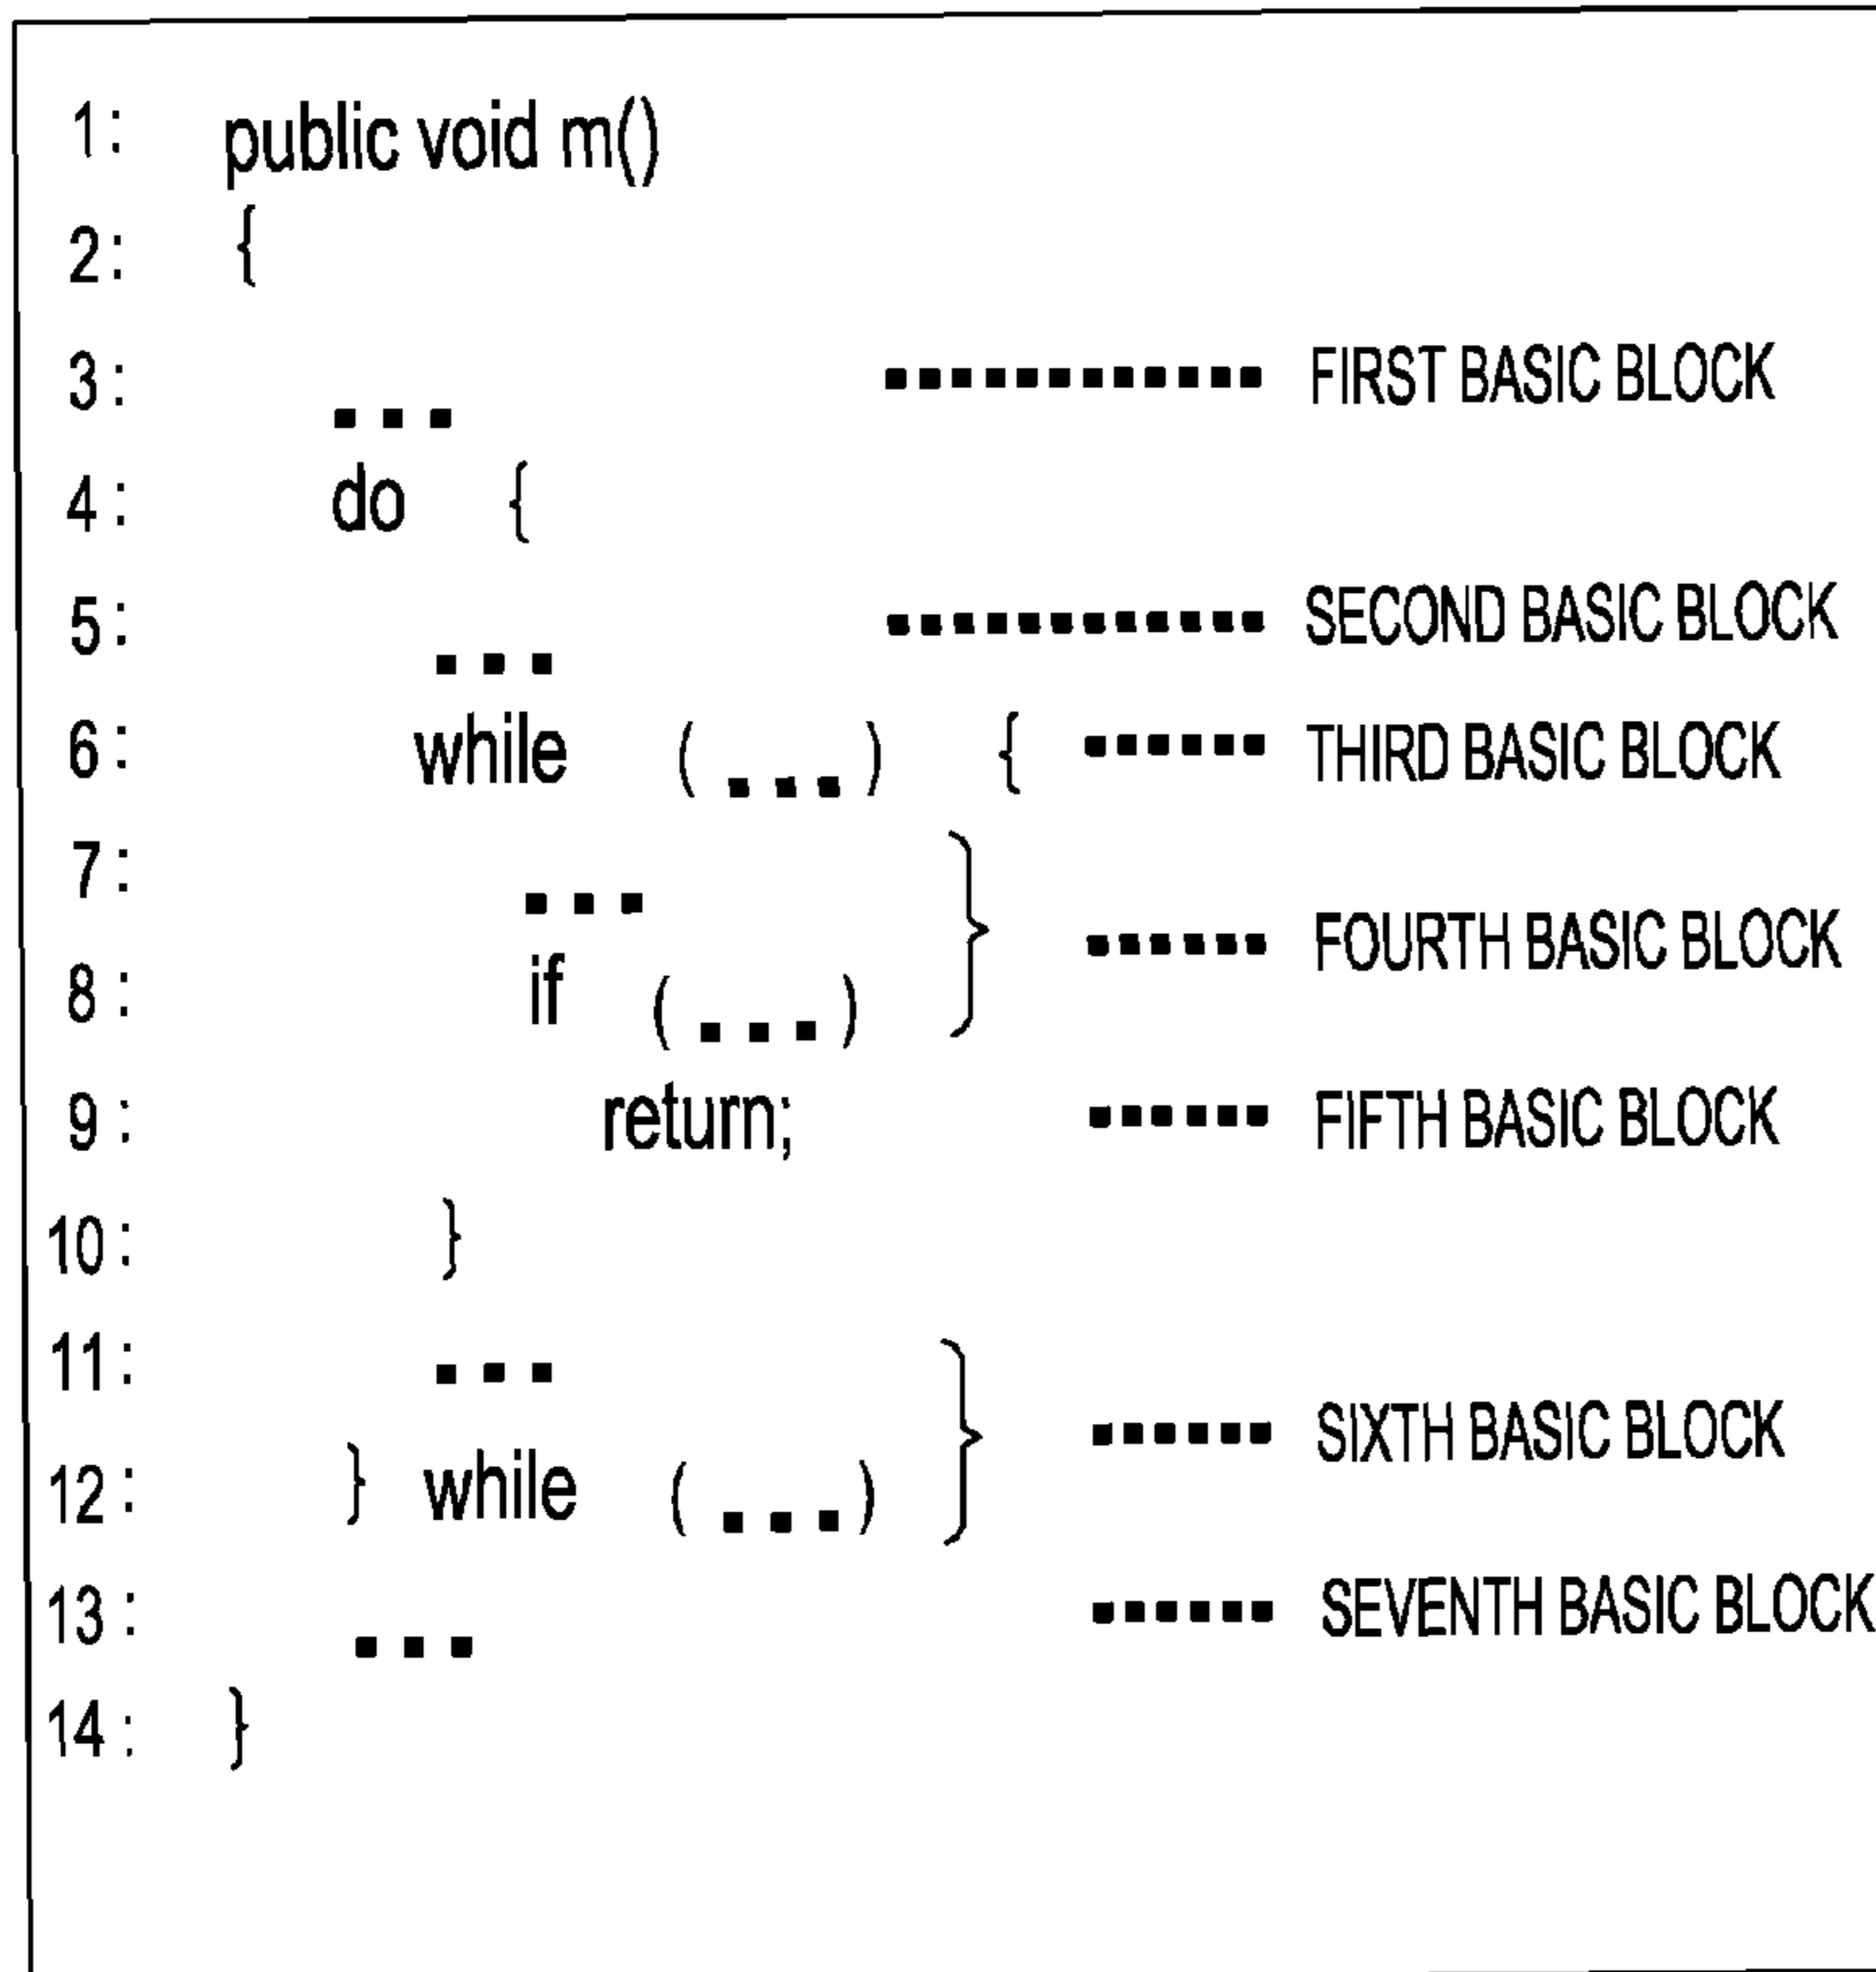 1: public void m()
2: {
3: ... ........... FIRST BASIC BLOCK
4: do {
5: ... ........... SECOND BASIC BLOCK
6: while (...) { ...... THIRD BASIC BLOCK
7: ...
} ...... FOURTH BASIC BLOCK
8: if (...)
9: return; ...... FIFTH BASIC BLOCK
10: }
11: ...
} ...... SIXTH BASIC BLOCK
12: } while (...)
13: ... ...... SEVENTH BASIC BLOCK
14: }